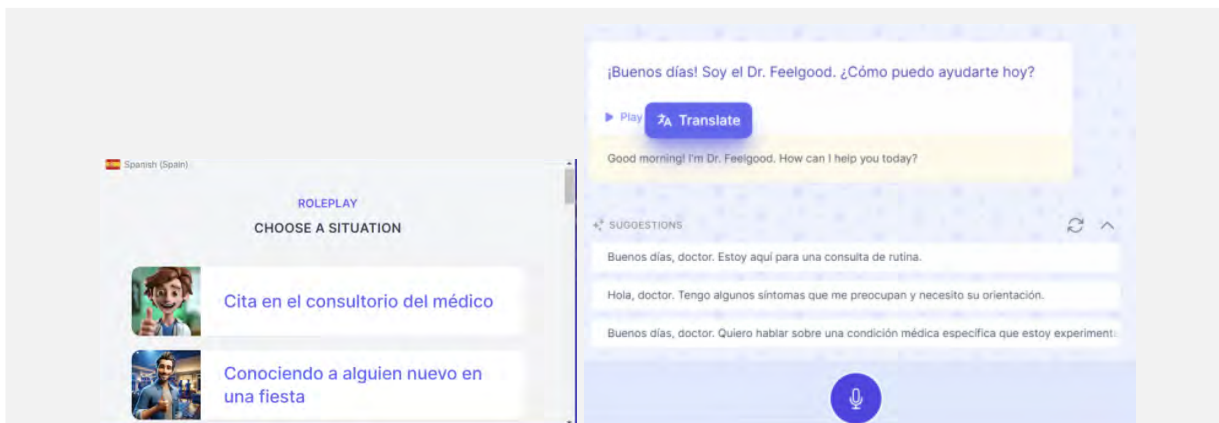 Spanish (Spain)
ROLEPLAY
CHOOSE A SITUATION
Cita en el consultorio del médico
Conociendo a alguien nuevo en
una fiesta
¡Buenos días! Soy el Dr. Feelgood. ¿Cómo puedo ayudarte hoy?
Play
Translate
Good morning! I'm Dr. Feelgood. How can I help you today?
SUGGESTIONS
Buenos días, doctor. Estoy aquí para una consulta de rutina.
Hola, doctor. Tengo algunos síntomas que me preocupan y necesito su orientación.
Buenos días, doctor. Quiero hablar sobre una condición médica específica que estoy experiment